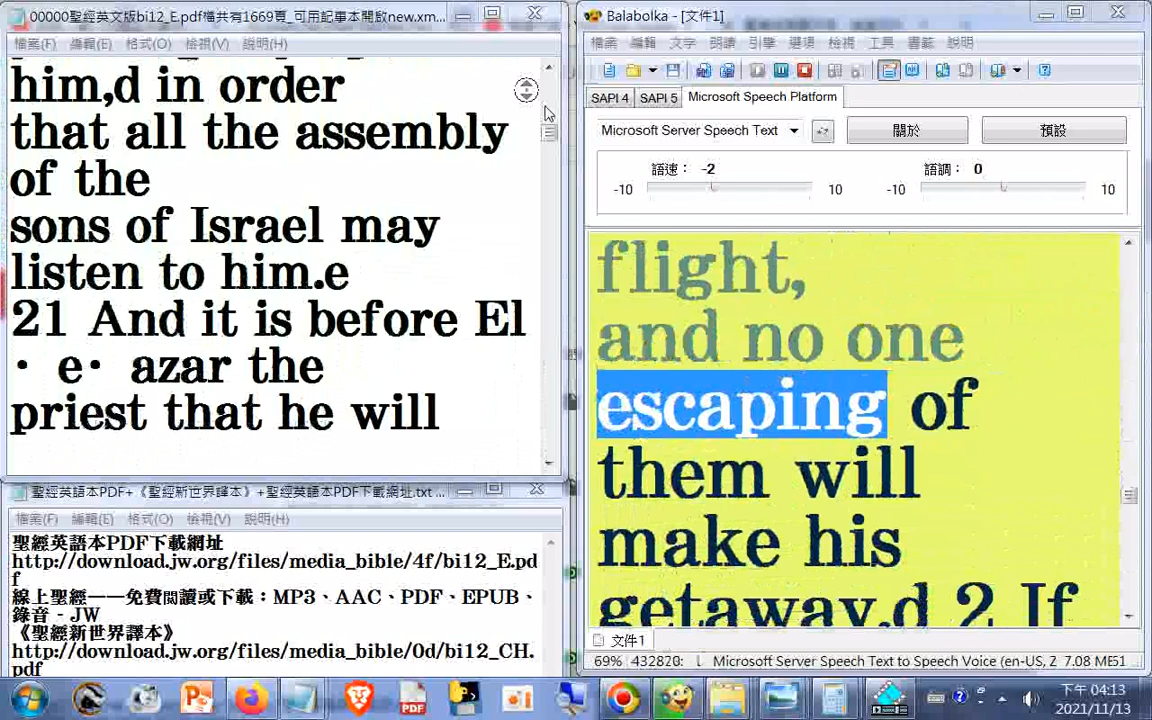 00000聖經英文版bi12_E.pdf檔共有1669頁_可用記事本開啟new.xm...
檔案(F) 編輯(E) 格式(O) 檢視(V) 說明(H)
him,d in order
that all the assembly
of the
sons of Israel may
listen to him.e
21 And it is before El
· e· azar the
priest that he will
聖經英語本PDF+《聖經新世界譯本》+聖經英語本PDF下載網址.txt ...
檔案(F) 編輯(E) 格式(O) 檢視(V) 說明(H)
聖經英語本PDF下載網址
http://download.jw.org/files/media_bible/4f/bi12_E.pd
f
線上聖經——免費閱讀或下載：MP3、AAC、PDF、EPUB、
錄音 - JW
《聖經新世界譯本》
http://download.jw.org/files/media_bible/0d/bi12_CH.
pdf
Balabolka - [文件1]
檔案 編輯 文字 朗讀 引擎 選項 檢視 工具 書籤 說明
SAPI 4 SAPI 5 Microsoft Speech Platform
Microsoft Server Speech Text 關於 預設
語速： -2 語調： 0
-10 10 -10 10
flight,
and no one
escaping of
them will
make his
getaway.d 2 If
文件1
69% 432820: l Microsoft Server Speech Text to Speech Voice (en-US, 2 7.08 ME51
下午 04:13
2021/11/13